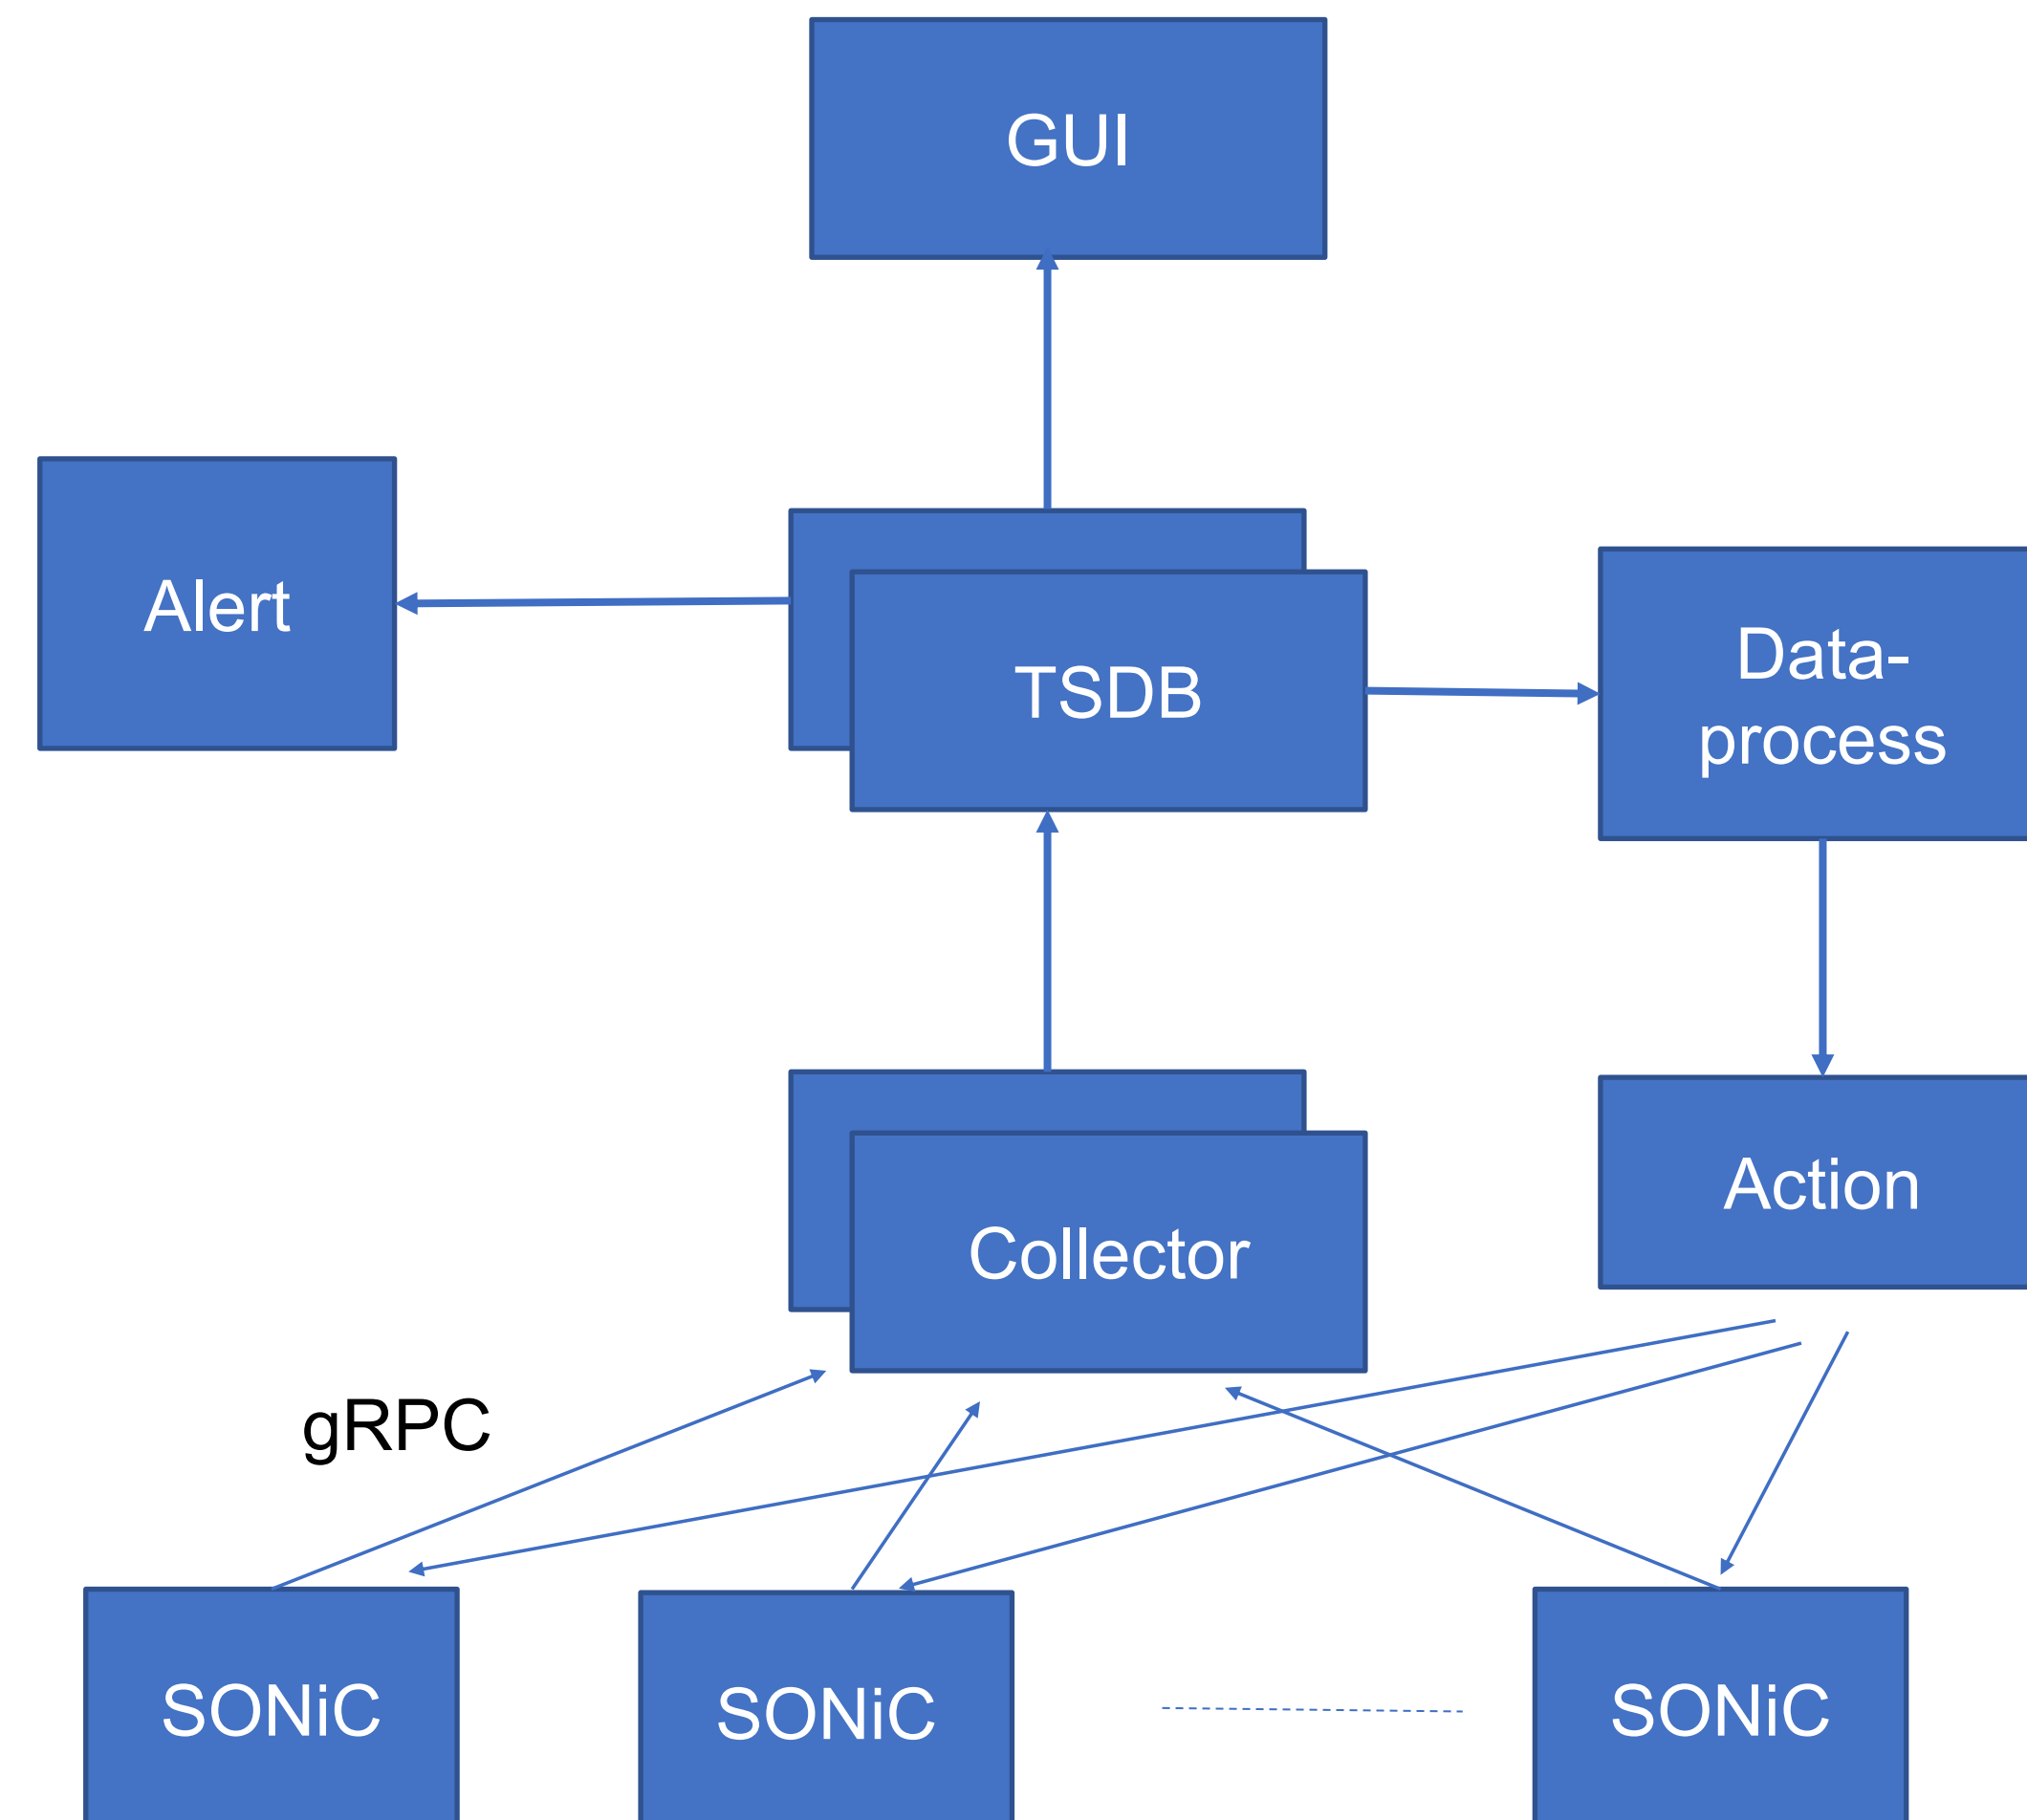 GUI
Alert
TSDB
Data-
process
Collector
Action
gRPC
SONiC
SONiC
SONiC